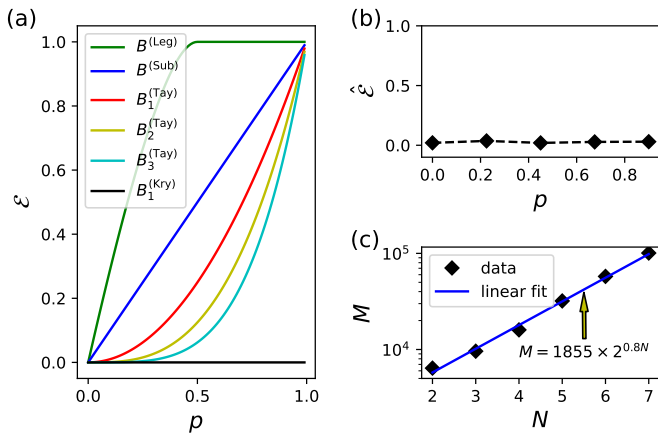 (a)
1.0
0.8
0.6
0.4
0.2
0.0
ℰ
B^(Leg)
B^(Sub)
B_1^(Tay)
B_2^(Tay)
B_3^(Tay)
B_1^(Kry)
0.0
0.5
1.0
p
(b)
1.0
0.0
ℰ̂
0.0
0.2
0.4
0.6
0.8
p
(c)
10^5
10^4
M
data
linear fit
M = 1855 × 2^{0.8N}
2
3
4
5
6
7
N